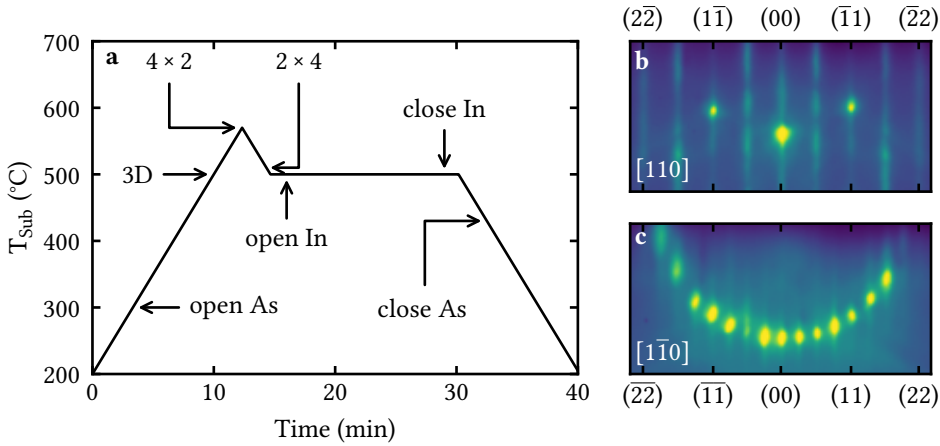 (22̅) (11̅) (00) (1̅1) (2̅2)
700
a
4 × 2 2 × 4
b
600
close In
3D
500
[110]
T_Sub (°C)
open In
400
c
300
open As
close As
[11̅0]
200
0 10 20 30 40
(2̅2̅) (1̅1̅) (00) (11) (22)
Time (min)